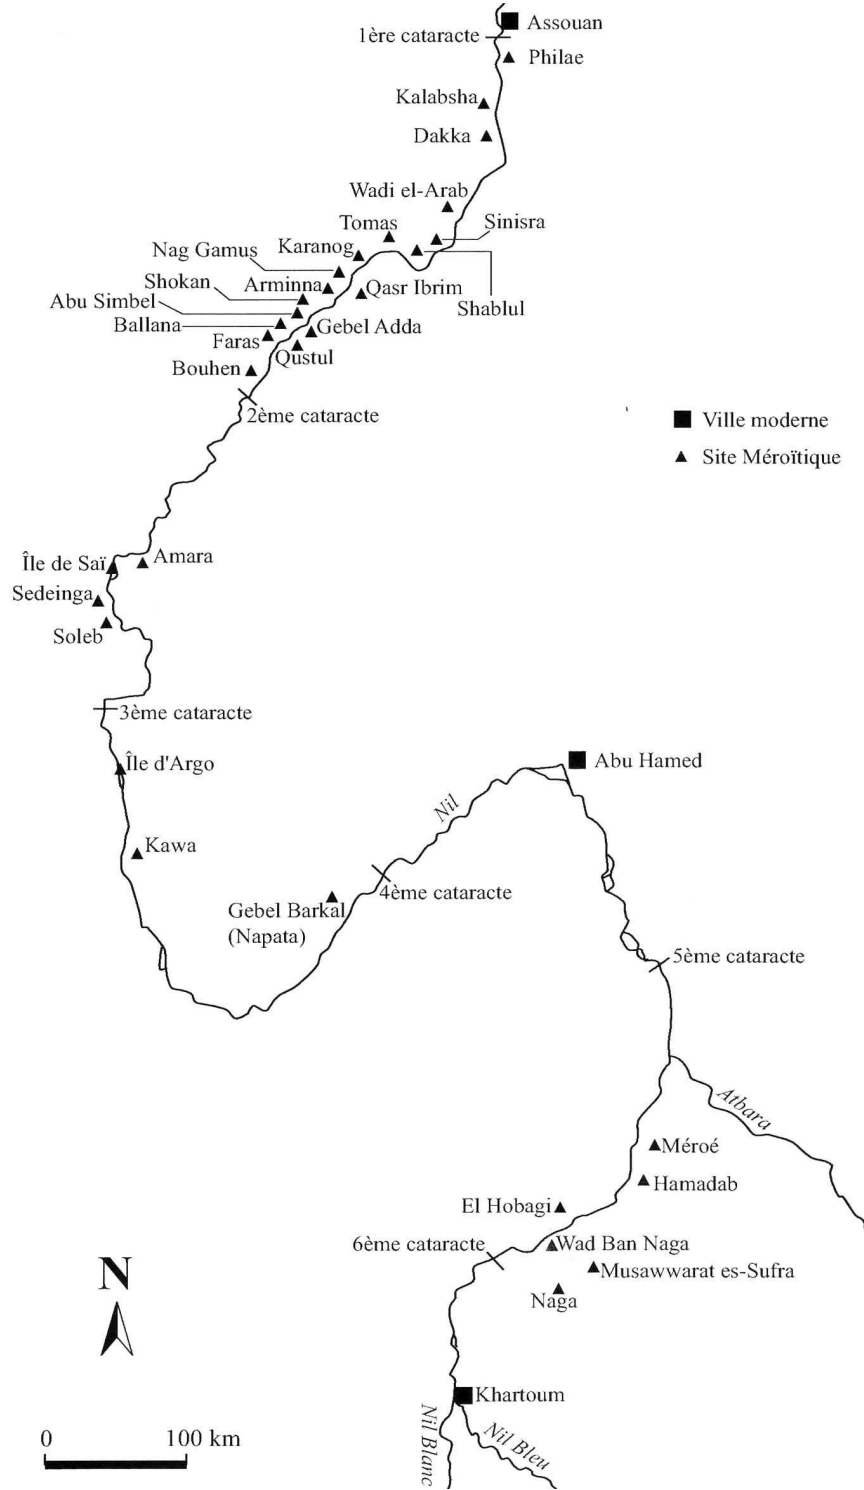 Assouan
1ère cataracte
Philae
Kalabsha
Dakka
Wadi el-Arab
Tomas
Sinisra
Nag Gamus
Karanog
Shokan
Arminna
Qasr Ibrim
Abu Simbel
Shablul
Ballana
Gebel Adda
Faras
Qustul
Bouhen
2ème cataracte
Ville moderne
Site Méroïtique
Île de Saï
Amara
Sedeinga
Soleb
3ème cataracte
Île d'Argo
Abu Hamed
Nil
Kawa
4ème cataracte
Gebel Barkal
(Napata)
5ème cataracte
Atbara
Méroé
Hamadab
El Hobagi
6ème cataracte
Wad Ban Naga
Musawwarat es-Sufra
N
Naga
Khartoum
Nil Blanc
Nil Bleu
0
100 km